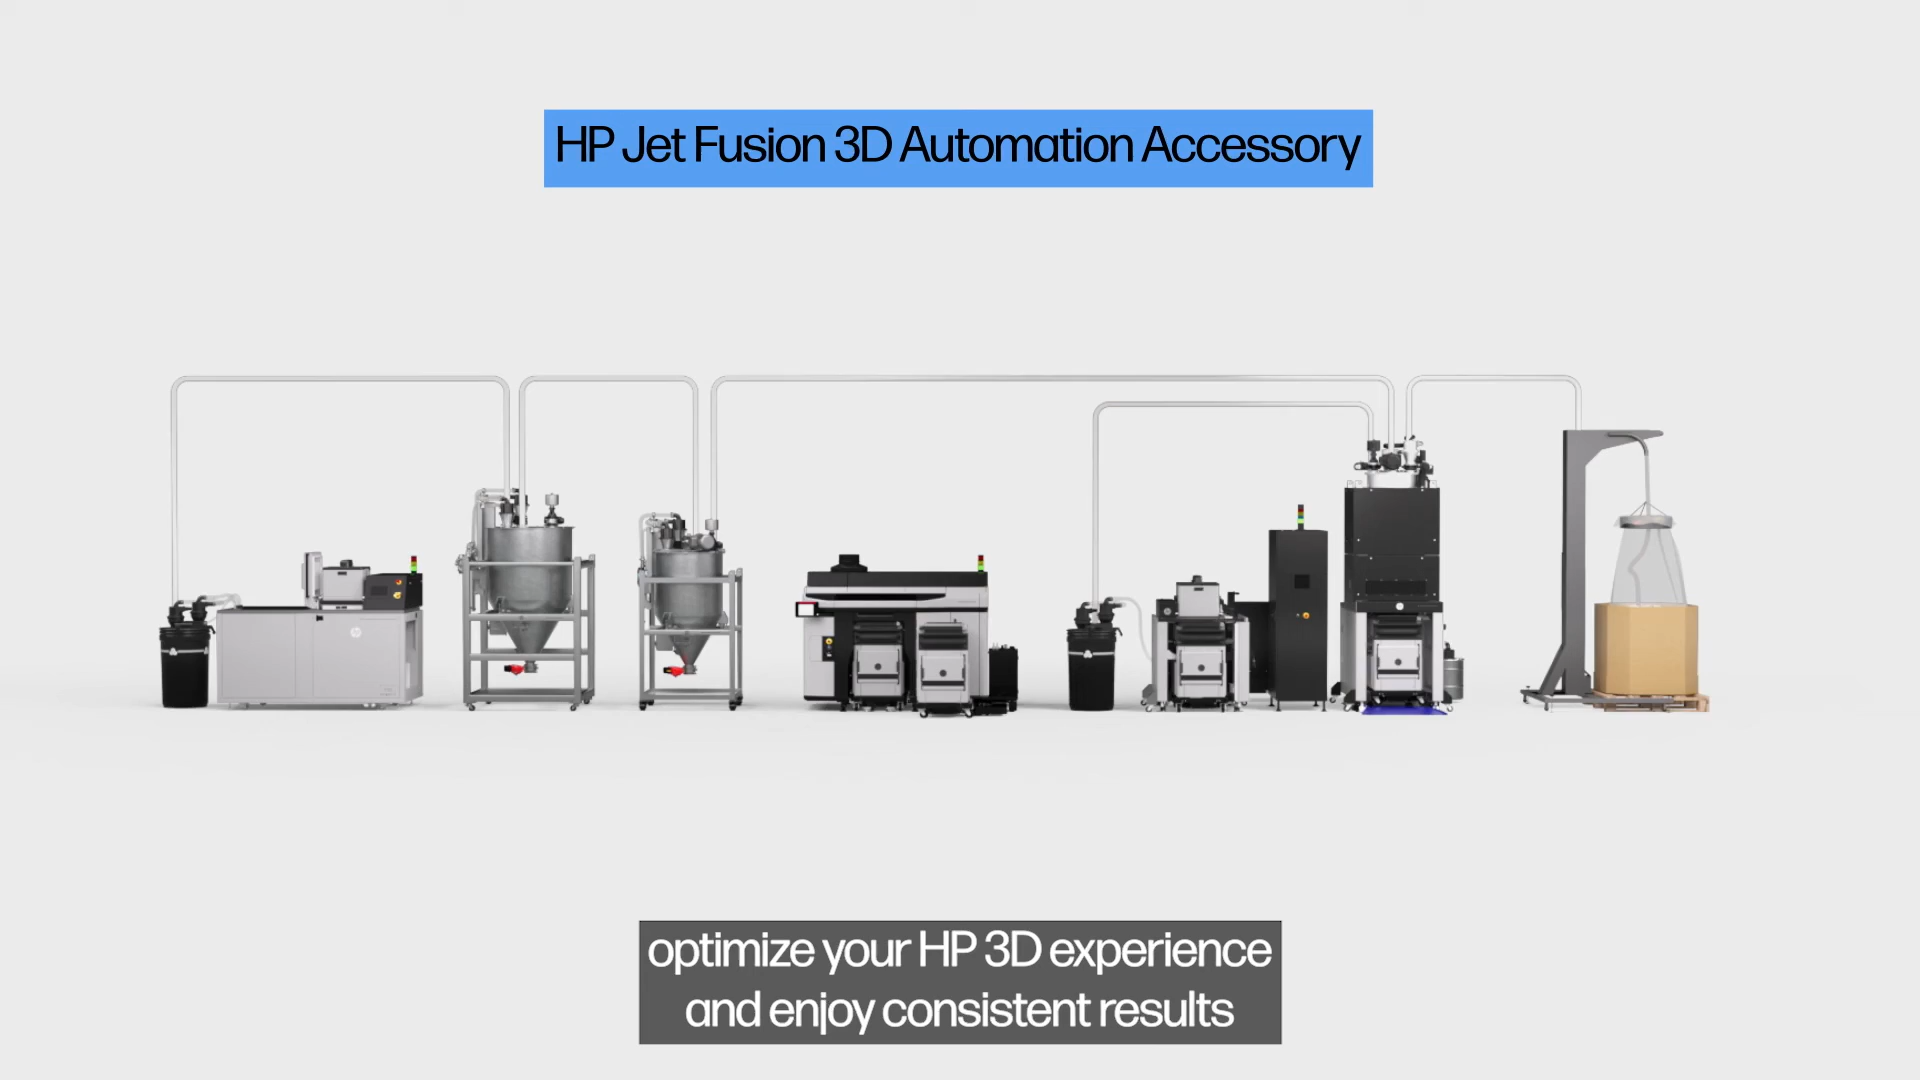 HP Jet Fusion 3D Automation Accessory
optimize your HP 3D experience
and enjoy consistent results